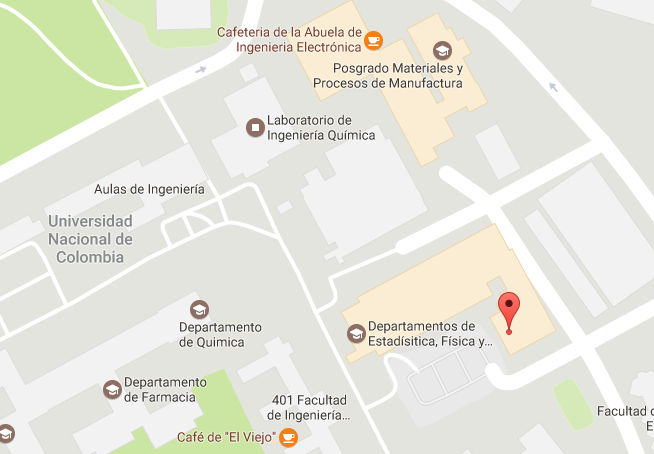 Cafeteria de la Abuela de
Ingenieria Electrónica
Posgrado Materiales y
Procesos de Manufactura
Laboratorio de
Ingeniería Química
Aulas de Ingeniería
Universidad
Nacional de
Colombia
Departamento
de Quimica
Departamentos de
Estadísitica, Física y...
Departamento
de Farmacia
401 Facultad
de Ingeniería...
Café de "El Viejo"
Facultad d
E